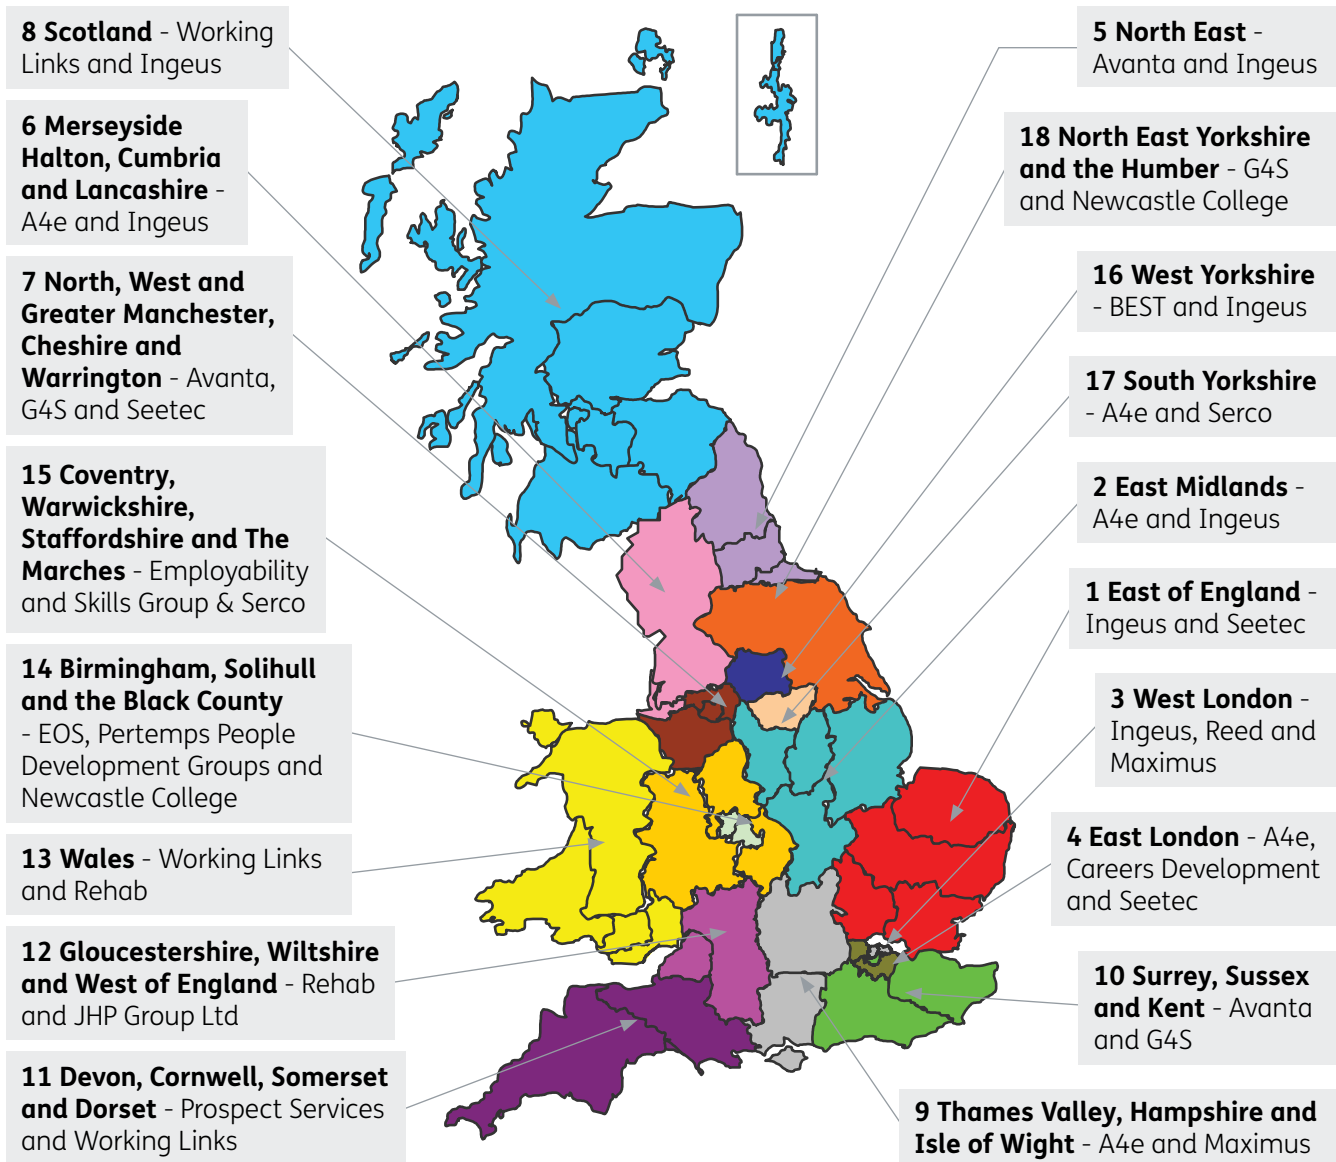 8 Scotland - Working
Links and Ingeus
6 Merseyside
Halton, Cumbria
and Lancashire -
A4e and Ingeus
7 North, West and
Greater Manchester,
Cheshire and
Warrington - Avanta,
G4S and Seetec
15 Coventry,
Warwickshire,
Staffordshire and The
Marches - Employability
and Skills Group & Serco
14 Birmingham, Solihull
and the Black County
- EOS, Pertemps People
Development Groups and
Newcastle College
13 Wales - Working Links
and Rehab
12 Gloucestershire, Wiltshire
and West of England - Rehab
and JHP Group Ltd
11 Devon, Cornwell, Somerset
and Dorset - Prospect Services
and Working Links
5 North East -
Avanta and Ingeus
18 North East Yorkshire
and the Humber - G4S
and Newcastle College
16 West Yorkshire
- BEST and Ingeus
17 South Yorkshire
- A4e and Serco
2 East Midlands -
A4e and Ingeus
1 East of England -
Ingeus and Seetec
3 West London -
Ingeus, Reed and
Maximus
4 East London - A4e,
Careers Development
and Seetec
10 Surrey, Sussex
and Kent - Avanta
and G4S
9 Thames Valley, Hampshire and
Isle of Wight - A4e and Maximus